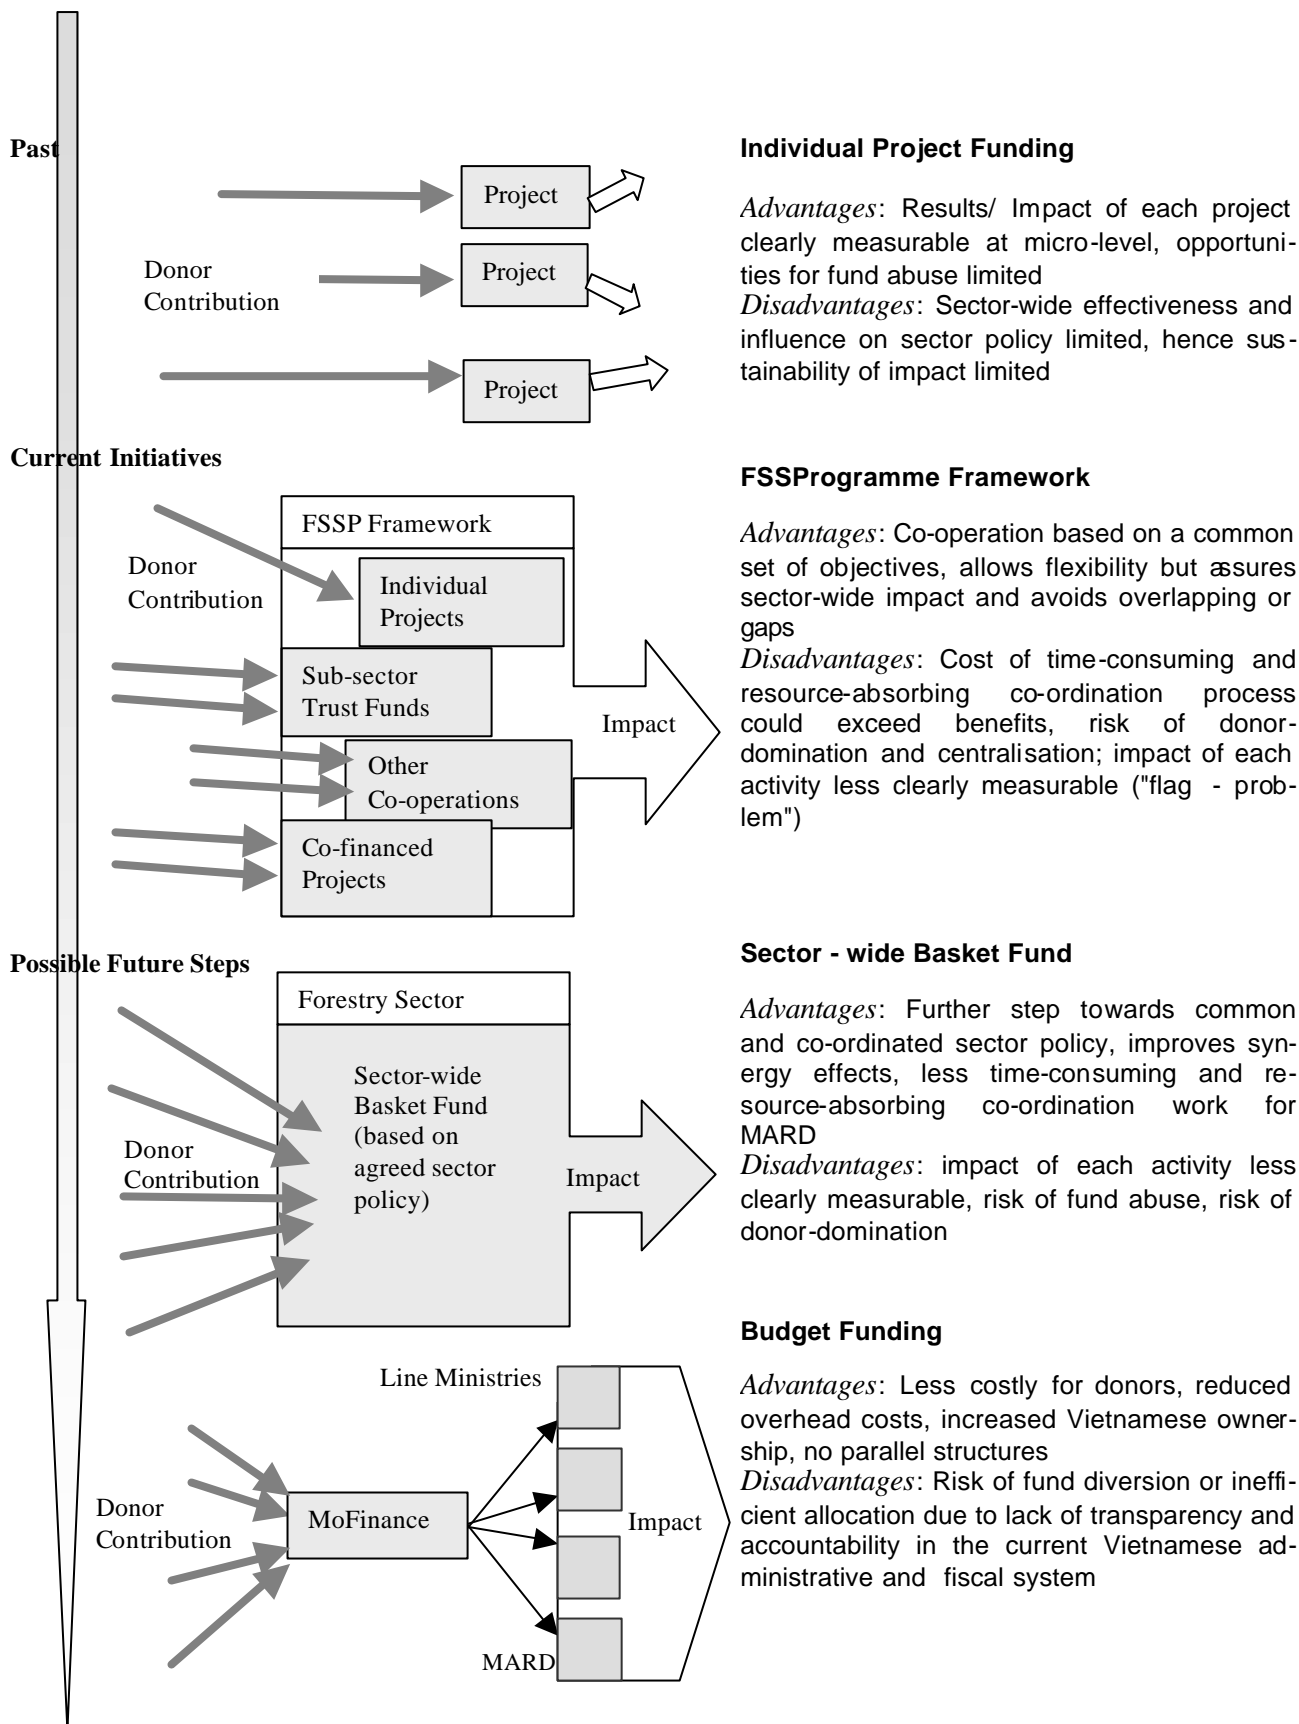 Past
Project
Project
Donor
Contribution
Project
Individual Project Funding
Advantages: Results/ Impact of each project
clearly measurable at micro-level, opportuni-
ties for fund abuse limited
Disadvantages: Sector-wide effectiveness and
influence on sector policy limited, hence sus-
tainability of impact limited
Current Initiatives
FSSP Framework
Donor
Contribution
Individual
Projects
Sub-sector
Trust Funds
Other
Co-operations
Co-financed
Projects
Impact
FSSProgramme Framework
Advantages: Co-operation based on a common
set of objectives, allows flexibility but assures
sector-wide impact and avoids overlapping or
gaps
Disadvantages: Cost of time-consuming and
resource-absorbing co-ordination process
could exceed benefits, risk of donor-
domination and centralisation; impact of each
activity less clearly measurable ("flag - prob-
lem")
Possible Future Steps
Forestry Sector
Sector-wide
Basket Fund
(based on
agreed sector
policy)
Donor
Contribution
Impact
Sector - wide Basket Fund
Advantages: Further step towards common
and co-ordinated sector policy, improves syn-
ergy effects, less time-consuming and re-
source-absorbing co-ordination work for
MARD
Disadvantages: impact of each activity less
clearly measurable, risk of fund abuse, risk of
donor-domination
Line Ministries
Donor
Contribution
MoFinance
Impact
MARD
Budget Funding
Advantages: Less costly for donors, reduced
overhead costs, increased Vietnamese owner-
ship, no parallel structures
Disadvantages: Risk of fund diversion or ineffi-
cient allocation due to lack of transparency and
accountability in the current Vietnamese ad-
ministrative and fiscal system